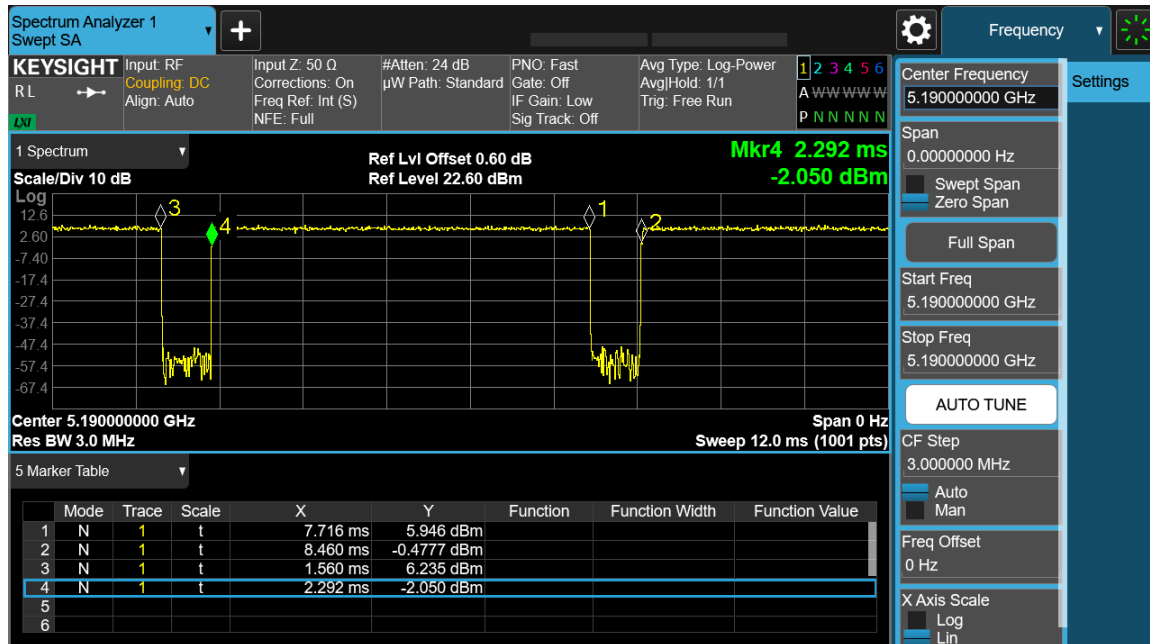 Spectrum Analyzer 1
Swept SA
+
Frequency
KEYSIGHT
R L
LXI
Input: RF
Coupling: DC
Align: Auto
Input Z: 50 Ω
Corrections: On
Freq Ref: Int (S)
NFE: Full
#Atten: 24 dB
µW Path: Standard
PNO: Fast
Gate: Off
IF Gain: Low
Sig Track: Off
Avg Type: Log-Power
Avg|Hold: 1/1
Trig: Free Run
1 2 3 4 5 6
A W W W W W
P N N N N N
Center Frequency
5.190000000 GHz
Settings
Span
0.00000000 Hz
Swept Span
Zero Span
Full Span
Start Freq
5.190000000 GHz
Stop Freq
5.190000000 GHz
AUTO TUNE
CF Step
3.000000 MHz
Auto
Man
Freq Offset
0 Hz
X Axis Scale
Log
Lin
1 Spectrum
Scale/Div 10 dB
Ref Lvl Offset 0.60 dB
Ref Level 22.60 dBm
Mkr4 2.292 ms
-2.050 dBm
Log
12.6
2.60
-7.40
-17.4
-27.4
-37.4
-47.4
-57.4
-67.4
3
4
1
2
Center 5.190000000 GHz
Span 0 Hz
Res BW 3.0 MHz
Sweep 12.0 ms (1001 pts)
5 Marker Table
Mode Trace Scale X Y Function Function Width Function Value
1 N 1 t 7.716 ms 5.946 dBm
2 N 1 t 8.460 ms -0.4777 dBm
3 N 1 t 1.560 ms 6.235 dBm
4 N 1 t 2.292 ms -2.050 dBm
5
6